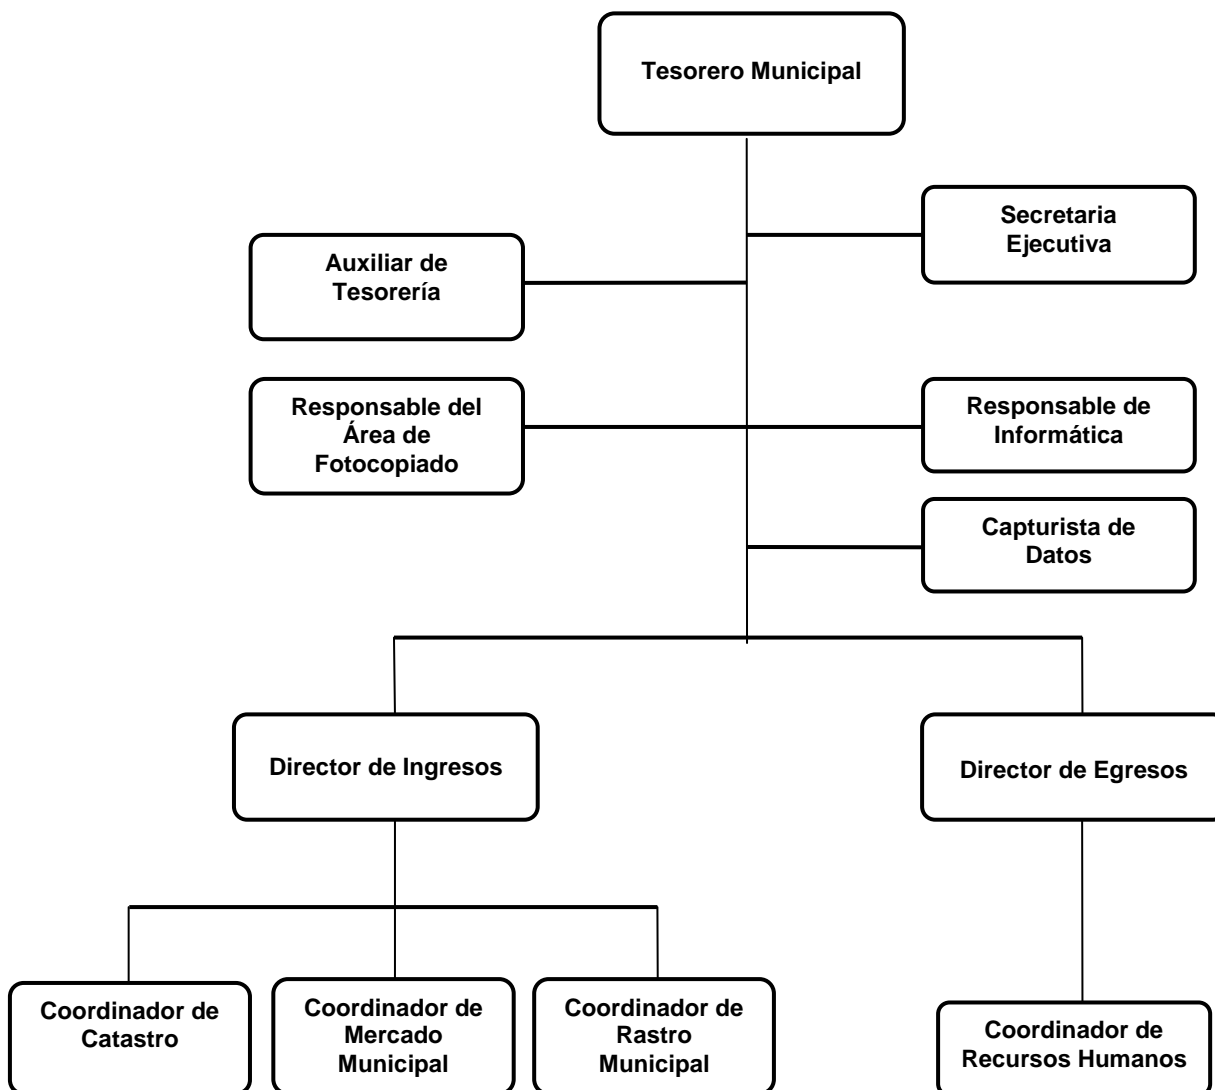 Tesorero Municipal
Secretaria
Ejecutiva
Auxiliar de
Tesorería
Responsable del
Área de
Fotocopiado
Responsable de
Informática
Capturista de
Datos
Director de Ingresos
Director de Egresos
Coordinador de
Catastro
Coordinador de
Mercado
Municipal
Coordinador de
Rastro
Municipal
Coordinador de
Recursos Humanos